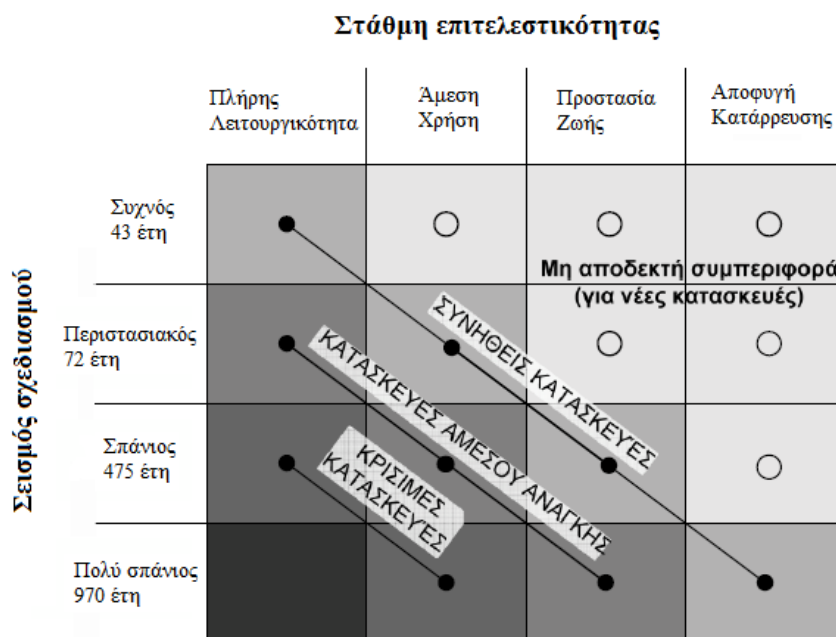 Στάθμη επιτελεστικότητας
Πλήρης
Λειτουργικότητα
Άμεση
Χρήση
Προστασία
Ζωής
Αποφυγή
Κατάρρευσης
Σεισμός σχεδιασμού
Συχνός
43 έτη
Μη αποδεκτή συμπεριφορά
(για νέες κατασκευές)
Περιστασιακός
72 έτη
ΣΥΝΗΘΕΙΣ ΚΑΤΑΣΚΕΥΕΣ
ΚΑΤΑΣΚΕΥΕΣ ΑΜΕΣΟΥ ΑΝΑΓΚΗΣ
Σπάνιος
475 έτη
ΚΡΙΣΙΜΕΣ
ΚΑΤΑΣΚΕΥΈΣ
Πολύ σπάνιος
970 έτη